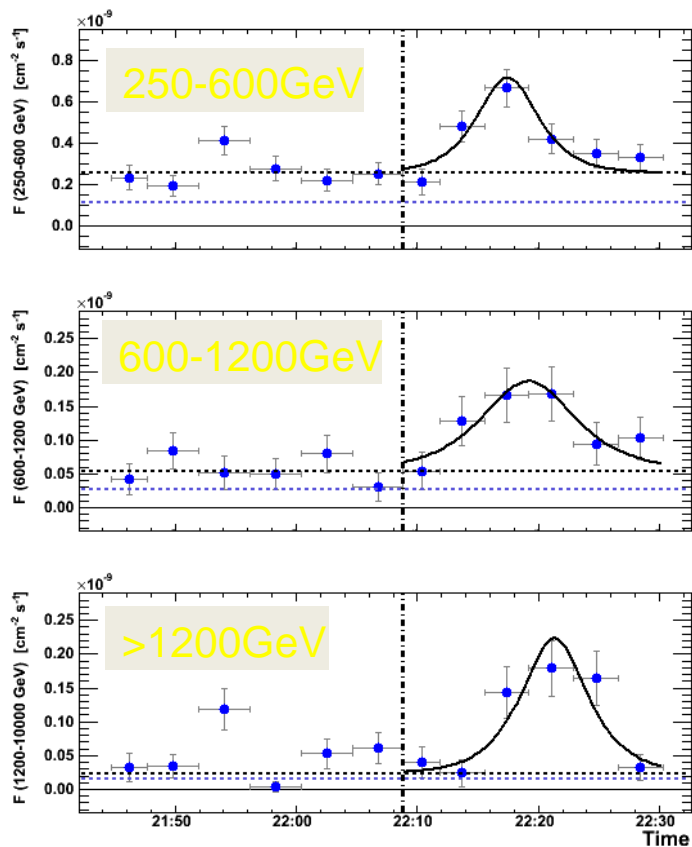 ×10⁻⁹
F (250-600 GeV) [cm⁻² s⁻¹]
250-600GeV
0.8
0.6
0.4
0.2
0.0
×10⁻⁹
F (600-1200 GeV) [cm⁻² s⁻¹]
600-1200GeV
0.25
0.20
0.15
0.10
0.05
0.00
×10⁻⁹
F (1200-10000 GeV) [cm⁻² s⁻¹]
>1200GeV
0.25
0.20
0.15
0.10
0.05
0.00
21:50 22:00 22:10 22:20 22:30
Time